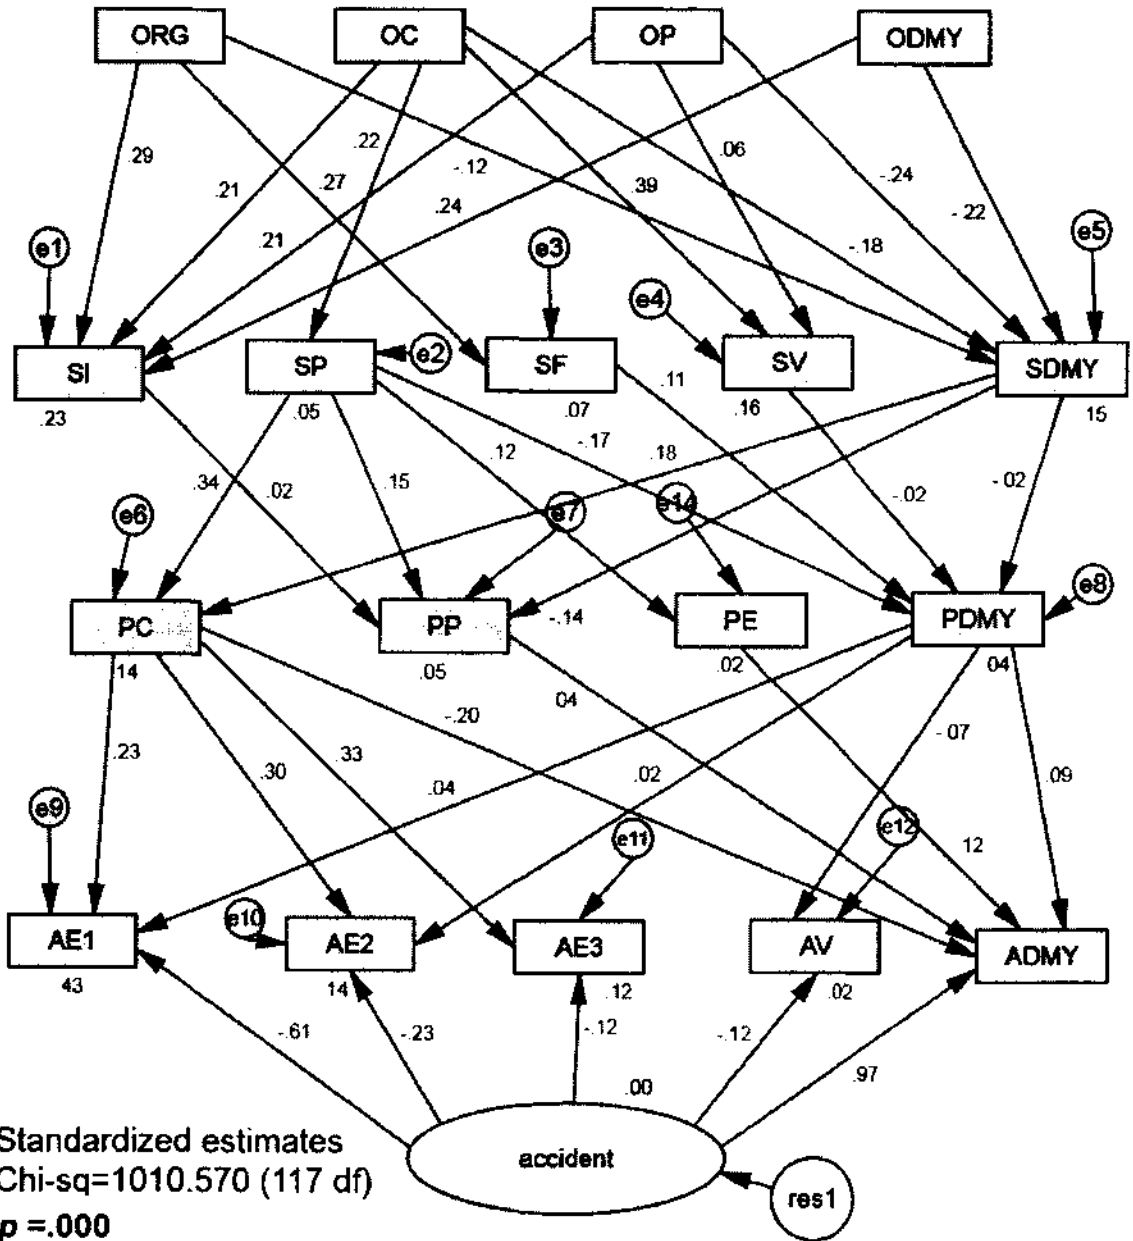 ORG
OC
OP
ODMY
.29
.21
.22
.27
.21
-.12
.24
.39
.06
-.18
-.24
-.22
e1
e3
e4
e5
e2
SI
SP
SF
SV
SDMY
.23
.05
.07
.16
15
.34
.02
.15
.12
-.17
.18
.11
-.02
-.02
e6
e7
e14
e8
PC
PP
PE
PDMY
14
.05
-.14
.02
04
.23
.30
.33
-.20
.04
04
.02
-.07
.09
12
e9
e10
e11
e12
AE1
AE2
AE3
AV
ADMY
43
14
.12
.02
-.61
-.23
-.12
-.12
.97
.00
accident
res1
Standardized estimates
Chi-sq=1010.570 (117 df)
p =.000